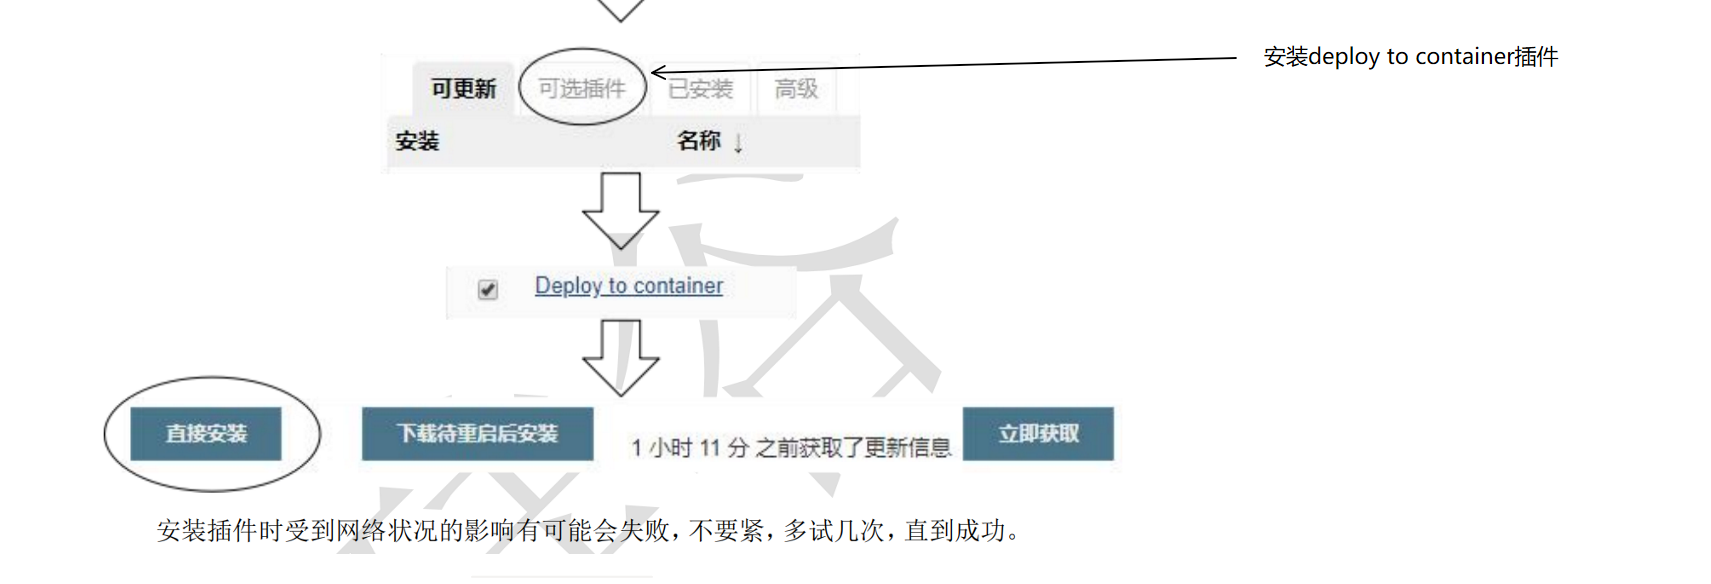 安装deploy to container插件
可更新 可选插件 已安装 高级
安装 名称 ↓
Deploy to container
直接安装 下载待重启后安装 1 小时 11 分 之前获取了更新信息 立即获取
安装插件时受到网络状况的影响有可能会失败，不要紧，多试几次，直到成功。